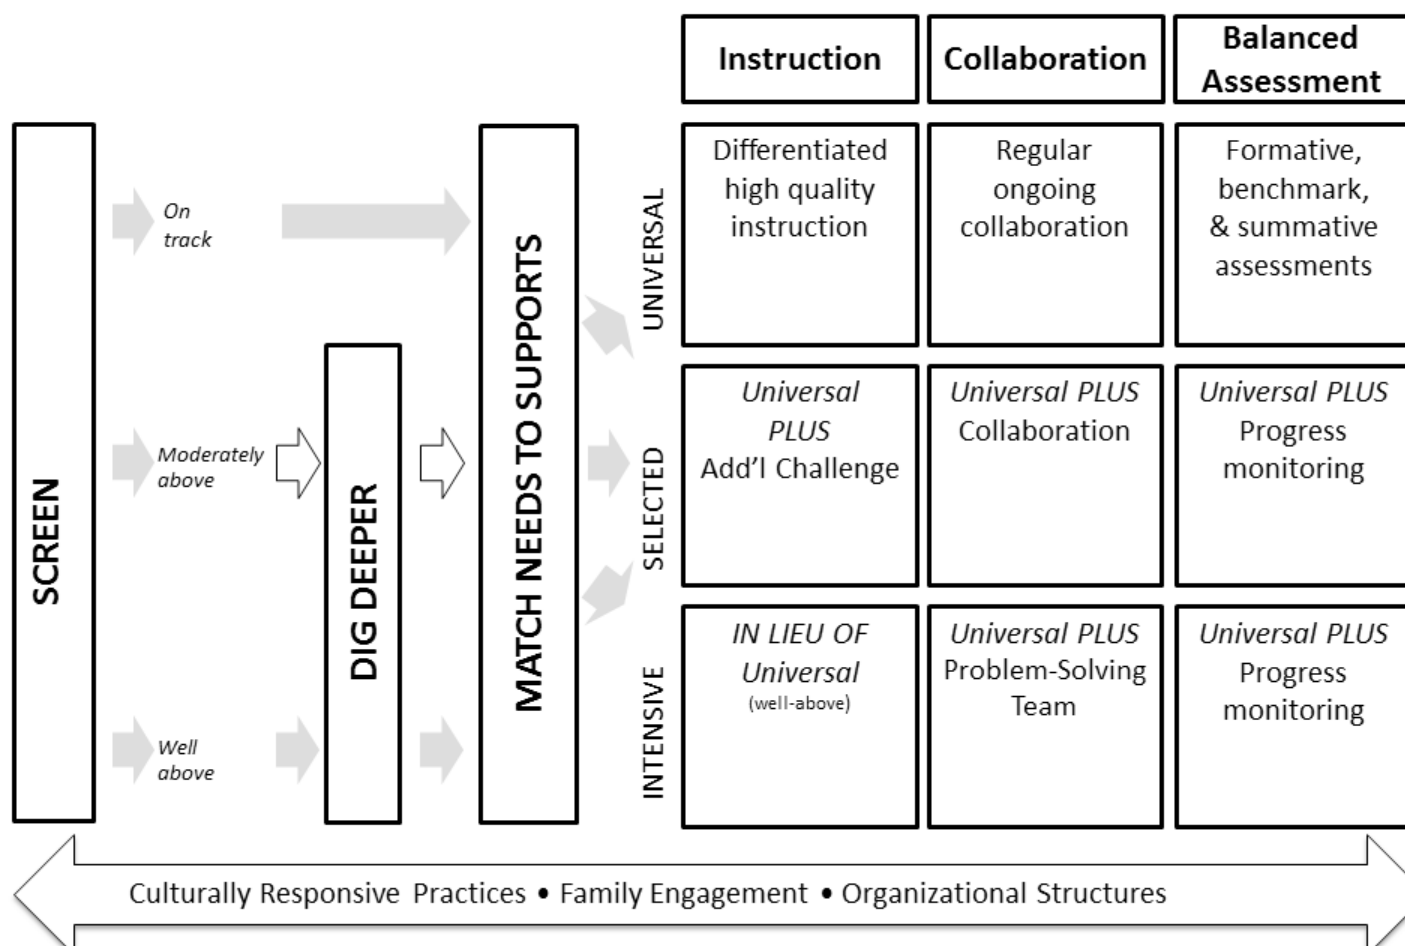 Instruction
Collaboration
Balanced
Assessment
SCREEN
On
track
Moderately
above
Well
above
DIG DEEPER
MATCH NEEDS TO SUPPORTS
UNIVERSAL
Differentiated
high quality
instruction
Regular
ongoing
collaboration
Formative,
benchmark,
& summative
assessments
SELECTED
Universal
PLUS
Add'l Challenge
Universal PLUS
Collaboration
Universal PLUS
Progress
monitoring
INTENSIVE
IN LIEU OF
Universal
(well-above)
Universal PLUS
Problem-Solving
Team
Universal PLUS
Progress
monitoring
Culturally Responsive Practices • Family Engagement • Organizational Structures